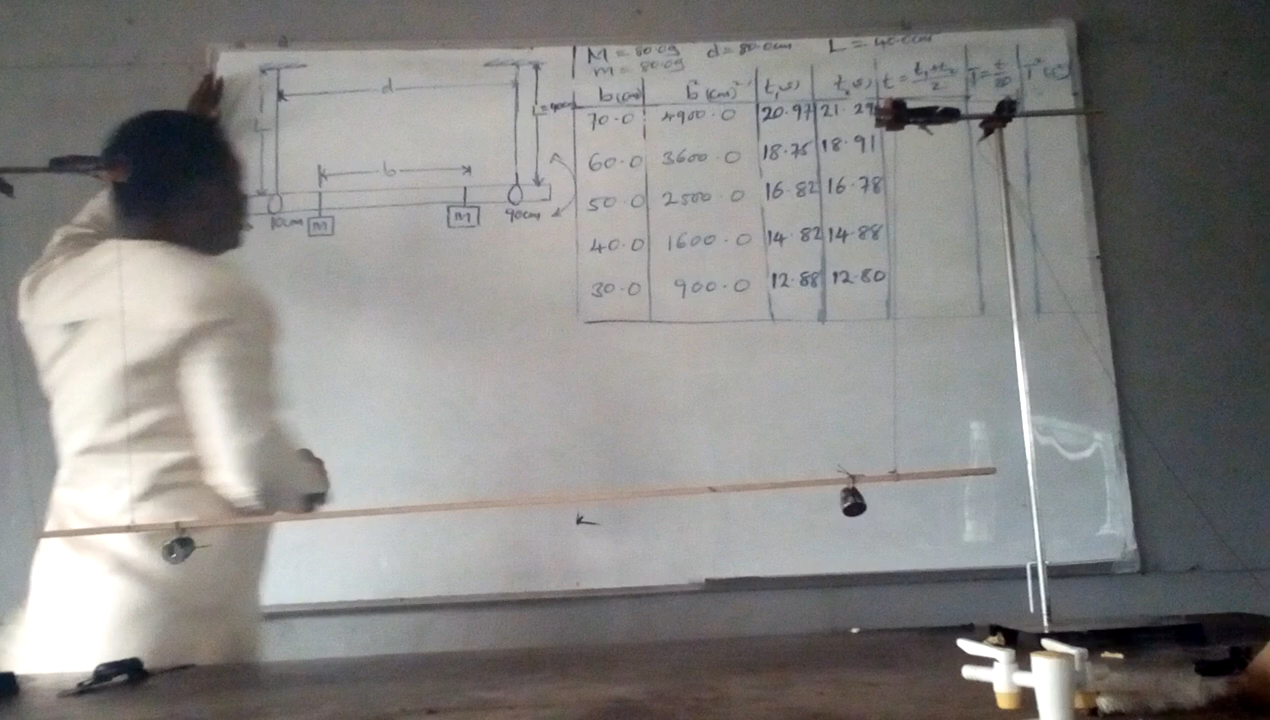 M = 80.0g d = 80.0cm L = 40.0cm
m = 80.0g
d
b
10cm M M 90cm
b(cm) b²(cm)² t₁(s) t₂(s) t = t₁+t₂/2 T = t/20 T²(s²)
70.0 4900.0 20.97 21.29
60.0 3600.0 18.75 18.91
50.0 2500.0 16.82 16.78
40.0 1600.0 14.82 14.88
30.0 900.0 12.88 12.80